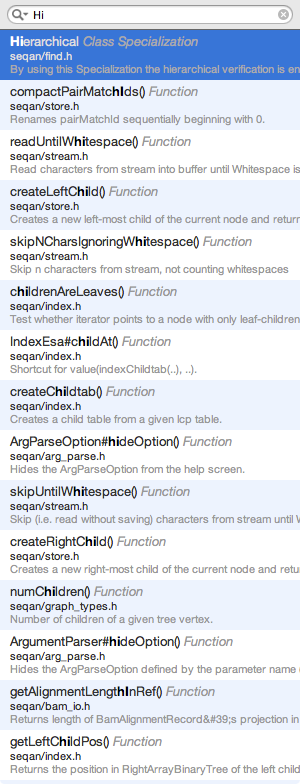 Hi
Hierarchical Class Specialization
seqan/find.h
By using this Specialization the hierarchical verification is en
compactPairMatchIds() Function
seqan/store.h
Renames pairMatchId sequentially beginning with 0.
readUntilWhitespace() Function
seqan/stream.h
Read characters from stream into buffer until Whitespace is
createLeftChild() Function
seqan/store.h
Creates a new left-most child of the current node and return
skipNCharsIgnoringWhitespace() Function
seqan/stream.h
Skip n characters from stream, not counting whitespaces
childrenAreLeaves() Function
seqan/index.h
Test whether iterator points to a node with only leaf-children
IndexEsa#childAt() Function
seqan/index.h
Shortcut for value(indexChildtab(..), ..).
createChildtab() Function
seqan/index.h
Creates a child table from a given lcp table.
ArgParseOption#hideOption() Function
seqan/arg_parse.h
Hides the ArgParseOption from the help screen.
skipUntilWhitespace() Function
seqan/stream.h
Skip (i.e. read without saving) characters from stream until W
createRightChild() Function
seqan/store.h
Creates a new right-most child of the current node and retu
numChildren() Function
seqan/graph_types.h
Number of children of a given tree vertex.
ArgumentParser#hideOption() Function
seqan/arg_parse.h
Hides the ArgParseOption defined by the parameter name
getAlignmentLengthInRef() Function
seqan/bam_io.h
Returns length of BamAlignmentRecord&#39;s projection in
getLeftChildPos() Function
seqan/index.h
Returns the position in RightArrayBinaryTree of the left child